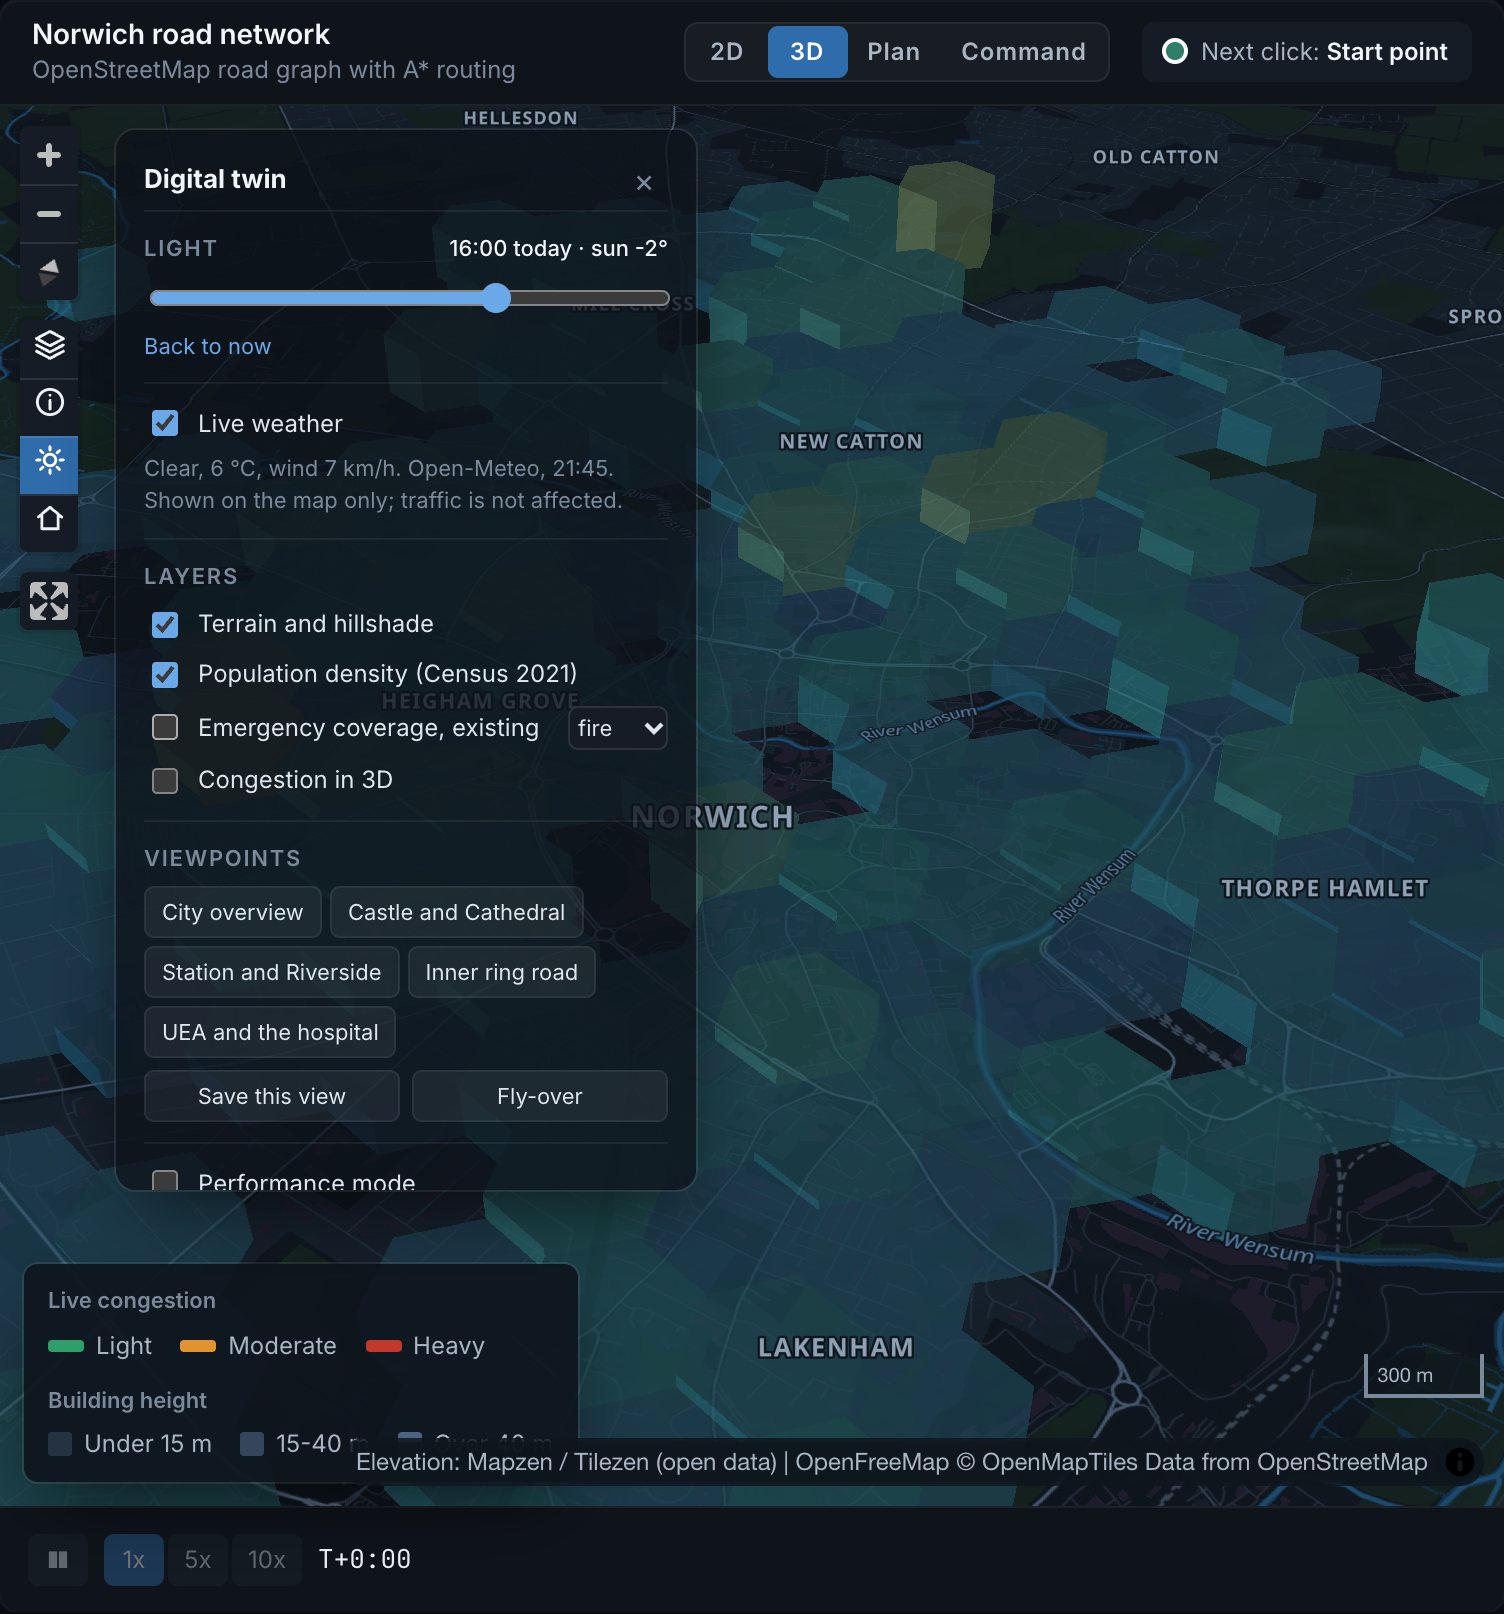 Norwich road network
OpenStreetMap road graph with A* routing
2D
3D
Plan
Command
Next click: Start point
HELLESDON
OLD CATTON
Digital twin
LIGHT
16:00 today · sun -2°
MILE CROSS
SPRO
Back to now
Live weather
NEW CATTON
Clear, 6 °C, wind 7 km/h. Open-Meteo, 21:45.
Shown on the map only; traffic is not affected.
River Wensum
LAYERS
Terrain and hillshade
Population density (Census 2021)
HEIGHAM GROVE
Emergency coverage, existing
fire
River Wensum
Congestion in 3D
NORWICH
VIEWPOINTS
River Wensum
THORPE HAMLET
City overview
Castle and Cathedral
Station and Riverside
Inner ring road
UEA and the hospital
Save this view
Fly-over
Performance mode
River Wensum
Live congestion
Light
Moderate
Heavy
LAKENHAM
300 m
Building height
Under 15 m
15-40 m
Over 40 m
Elevation: Mapzen / Tilezen (open data) | OpenFreeMap © OpenMapTiles Data from OpenStreetMap
1x
5x
10x
T+0:00